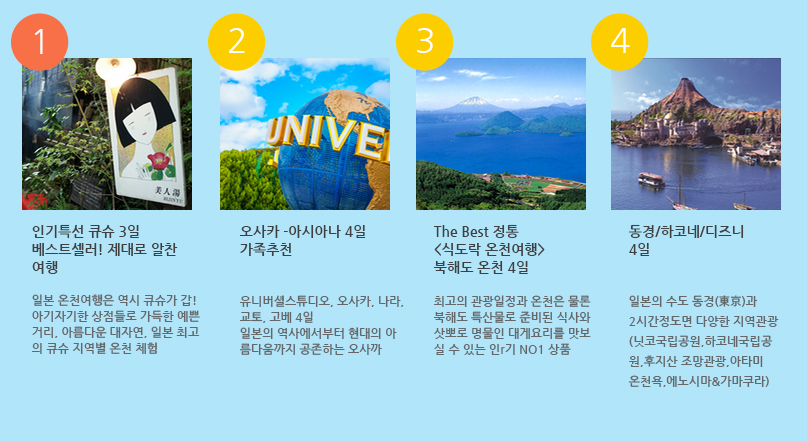 1
美人湯
BIJINYU
인기특선 큐슈 3일
베스트셀러! 제대로 알찬
여행
일본 온천여행은 역시 큐슈가 갑!
아기자기한 상점들로 가득한 예쁜
거리, 아름다운 대자연, 일본 최고
의 큐슈 지역별 온천 체험
2
UNIVE
오사카 -아시아나 4일
가족추천
유니버셜스튜디오, 오사카, 나라,
교토, 고베 4일
일본의 역사에서부터 현대의 아
름다움까지 공존하는 오사까
3
The Best 정통
<식도락 온천여행>
북해도 온천 4일
최고의 관광일정과 온천은 물론
북해도 특산물로 준비된 식사와
삿뽀로 명물인 대게요리를 맛보
실 수 있는 인r기 NO1 상품
4
동경/하코네/디즈니
4일
일본의 수도 동경(東京)과
2시간정도면 다양한 지역관광
(닛코국립공원,하코네국립공
원,후지산 조망관광,아타미
온천욕,에노시마&가마쿠라)